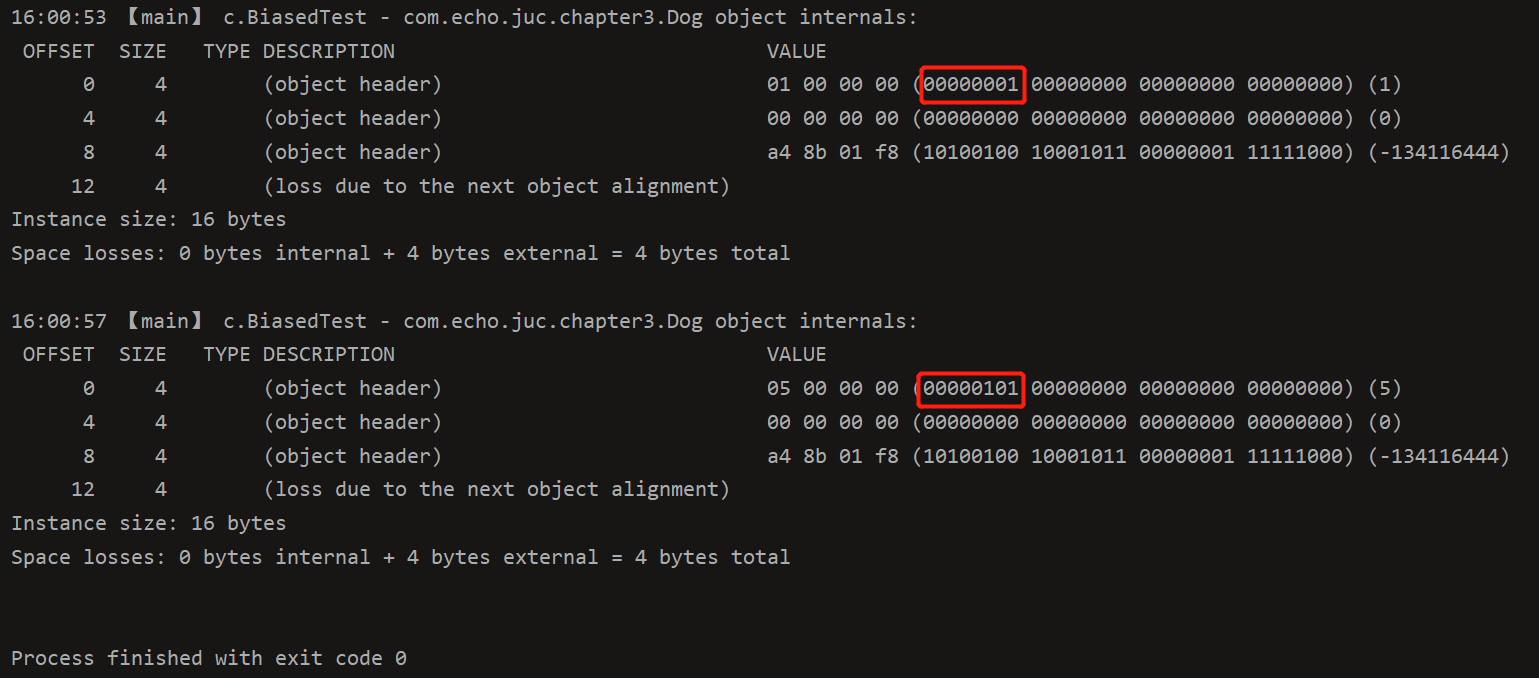 16:00:53 【main】 c.BiasedTest - com.echo.juc.chapter3.Dog object internals:
OFFSET  SIZE   TYPE DESCRIPTION                               VALUE
      0     4        (object header)                           01 00 00 00 (00000001 00000000 00000000 00000000) (1)
      4     4        (object header)                           00 00 00 00 (00000000 00000000 00000000 00000000) (0)
      8     4        (object header)                           a4 8b 01 f8 (10100100 10001011 00000001 11111000) (-134116444)
     12     4        (loss due to the next object alignment)
Instance size: 16 bytes
Space losses: 0 bytes internal + 4 bytes external = 4 bytes total
16:00:57 【main】 c.BiasedTest - com.echo.juc.chapter3.Dog object internals:
OFFSET  SIZE   TYPE DESCRIPTION                               VALUE
      0     4        (object header)                           05 00 00 00 (00000101 00000000 00000000 00000000) (5)
      4     4        (object header)                           00 00 00 00 (00000000 00000000 00000000 00000000) (0)
      8     4        (object header)                           a4 8b 01 f8 (10100100 10001011 00000001 11111000) (-134116444)
     12     4        (loss due to the next object alignment)
Instance size: 16 bytes
Space losses: 0 bytes internal + 4 bytes external = 4 bytes total
Process finished with exit code 0